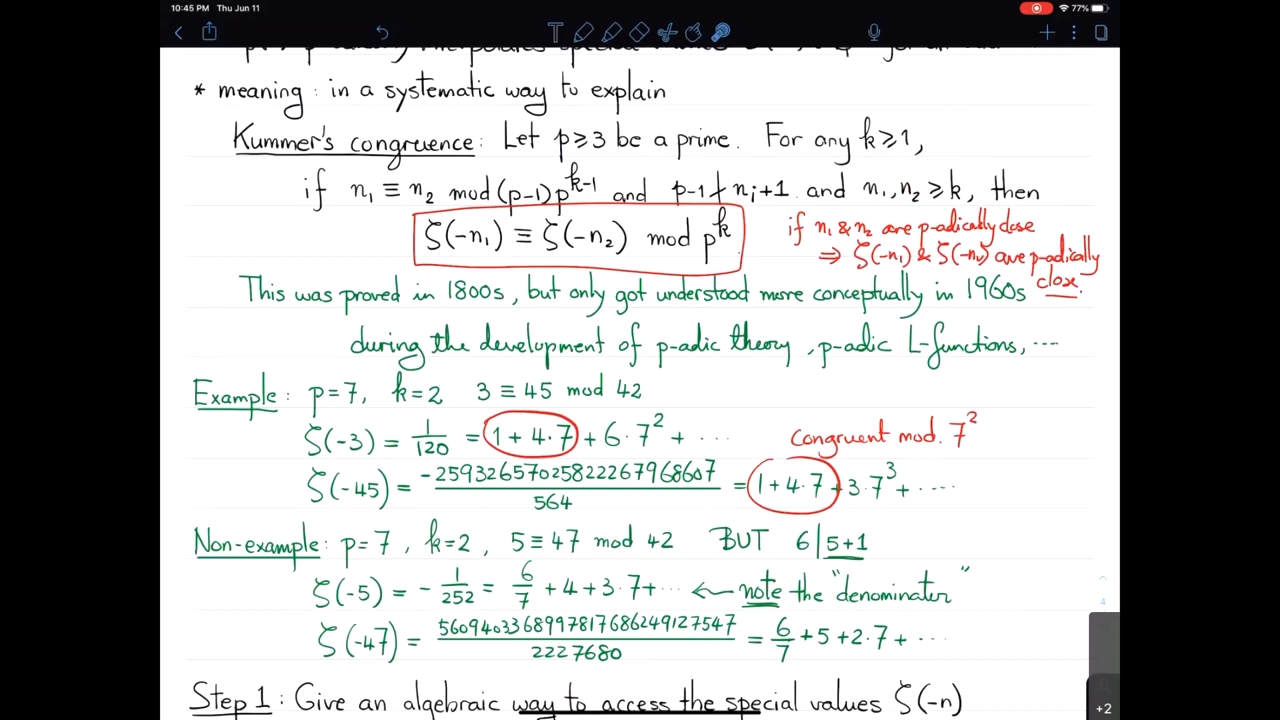 10:45 PM Thu Jun 11
77%
* meaning: in a systematic way to explain
Kummer's congruence: Let p ≥ 3 be a prime. For any k ≥ 1,
if n₁ ≡ n₂ mod (p-1)p^{k-1} and p-1 ∤ nᵢ+1 and n₁, n₂ ≥ k, then
ζ(-n₁) ≡ ζ(-n₂) mod p^k
if n₁ & n₂ are p-adically close
⇒ ζ(-n₁) & ζ(-n₂) are p-adically
close.
This was proved in 1800s, but only got understood more conceptually in 1960s
during the development of p-adic theory, p-adic L-functions, ....
Example: p=7, k=2 3 ≡ 45 mod 42
ζ(-3) = 1/120 = 1+4·7 + 6·7² + ... congruent mod. 7²
ζ(-45) = -25932657025822267968607/564 = 1+4·7+3·7³+ ....
Non-example: p=7, k=2, 5 ≡ 47 mod 42 BUT 6|5+1
ζ(-5) = -1/252 = 6/7 + 4+3·7+ ... ← note the "denominator"
ζ(-47) = 5609403368997817686249127547/2227680 = 6/7 +5+2·7 + ...
Step 1: Give an algebraic way to access the special values ζ(-n)
4
+2